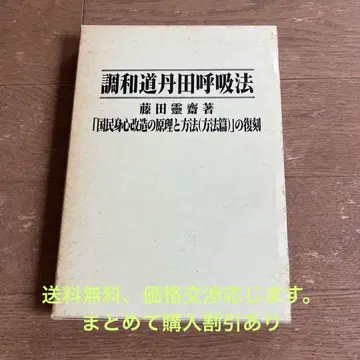 調和道丹田呼吸法
藤田靈齋著
「国民身心改造の原理と方法(方法篇)」の復刻
送料無料、価格交渉応じます。
まとめて購入割引あり